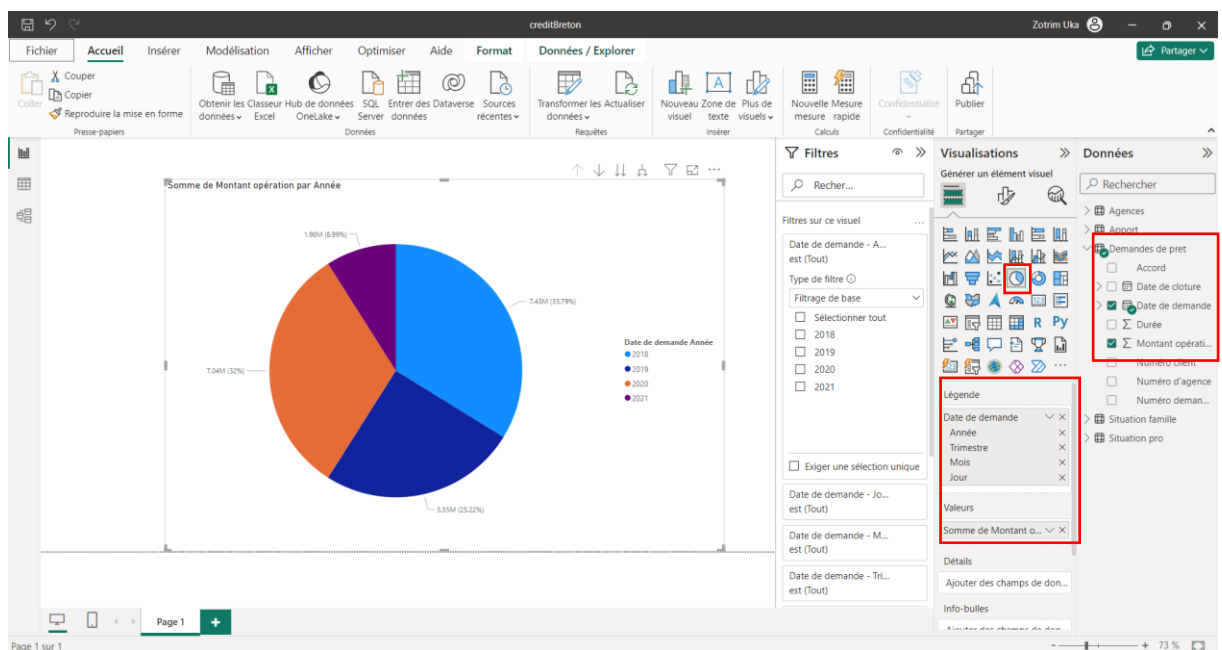 creditBreton
Zotrim Uka
Fichier Accueil Insérer Modélisation Afficher Optimiser Aide Format Données / Explorer Partager
Coller
Couper
Copier
Reproduire la mise en forme
Presse-papiers
Obtenir les données
Classeur Excel
Hub de données OneLake
SQL Server
Entrer des données
Dataverse
Sources récentes
Données
Transformer les données
Actualiser
Requêtes
Nouveau visuel
Zone de texte
Plus de visuels
Insérer
Nouvelle mesure
Mesure rapide
Calculs
Confidentialité
Confidentialité
Publier
Partager
Somme de Montant opération par Année
1.98M (8.99%)
7.43M (33.79%)
7.04M (32%)
5.55M (25.22%)
Date de demande Année
2018
2019
2020
2021
Filtres
Recher...
Filtres sur ce visuel ...
Date de demande - A...
est (Tout)
Type de filtre
Filtrage de base
Sélectionner tout
2018
2019
2020
2021
Exiger une sélection unique
Date de demande - Jo...
est (Tout)
Date de demande - M...
est (Tout)
Date de demande - Tri...
est (Tout)
Visualisations
Générer un élément visuel
R Py
...
Légende
Date de demande
Année
Trimestre
Mois
Jour
Valeurs
Somme de Montant o...
Détails
Ajouter des champs de don...
Info-bulles
Ajouter des champs de don...
Données
Rechercher
Agences
Apport
Demandes de pret
Accord
Date de cloture
Date de demande
Durée
Montant opérati...
Numéro client
Numéro d'agence
Numéro deman...
Situation famille
Situation pro
Page 1
Page 1 sur 1
73 %